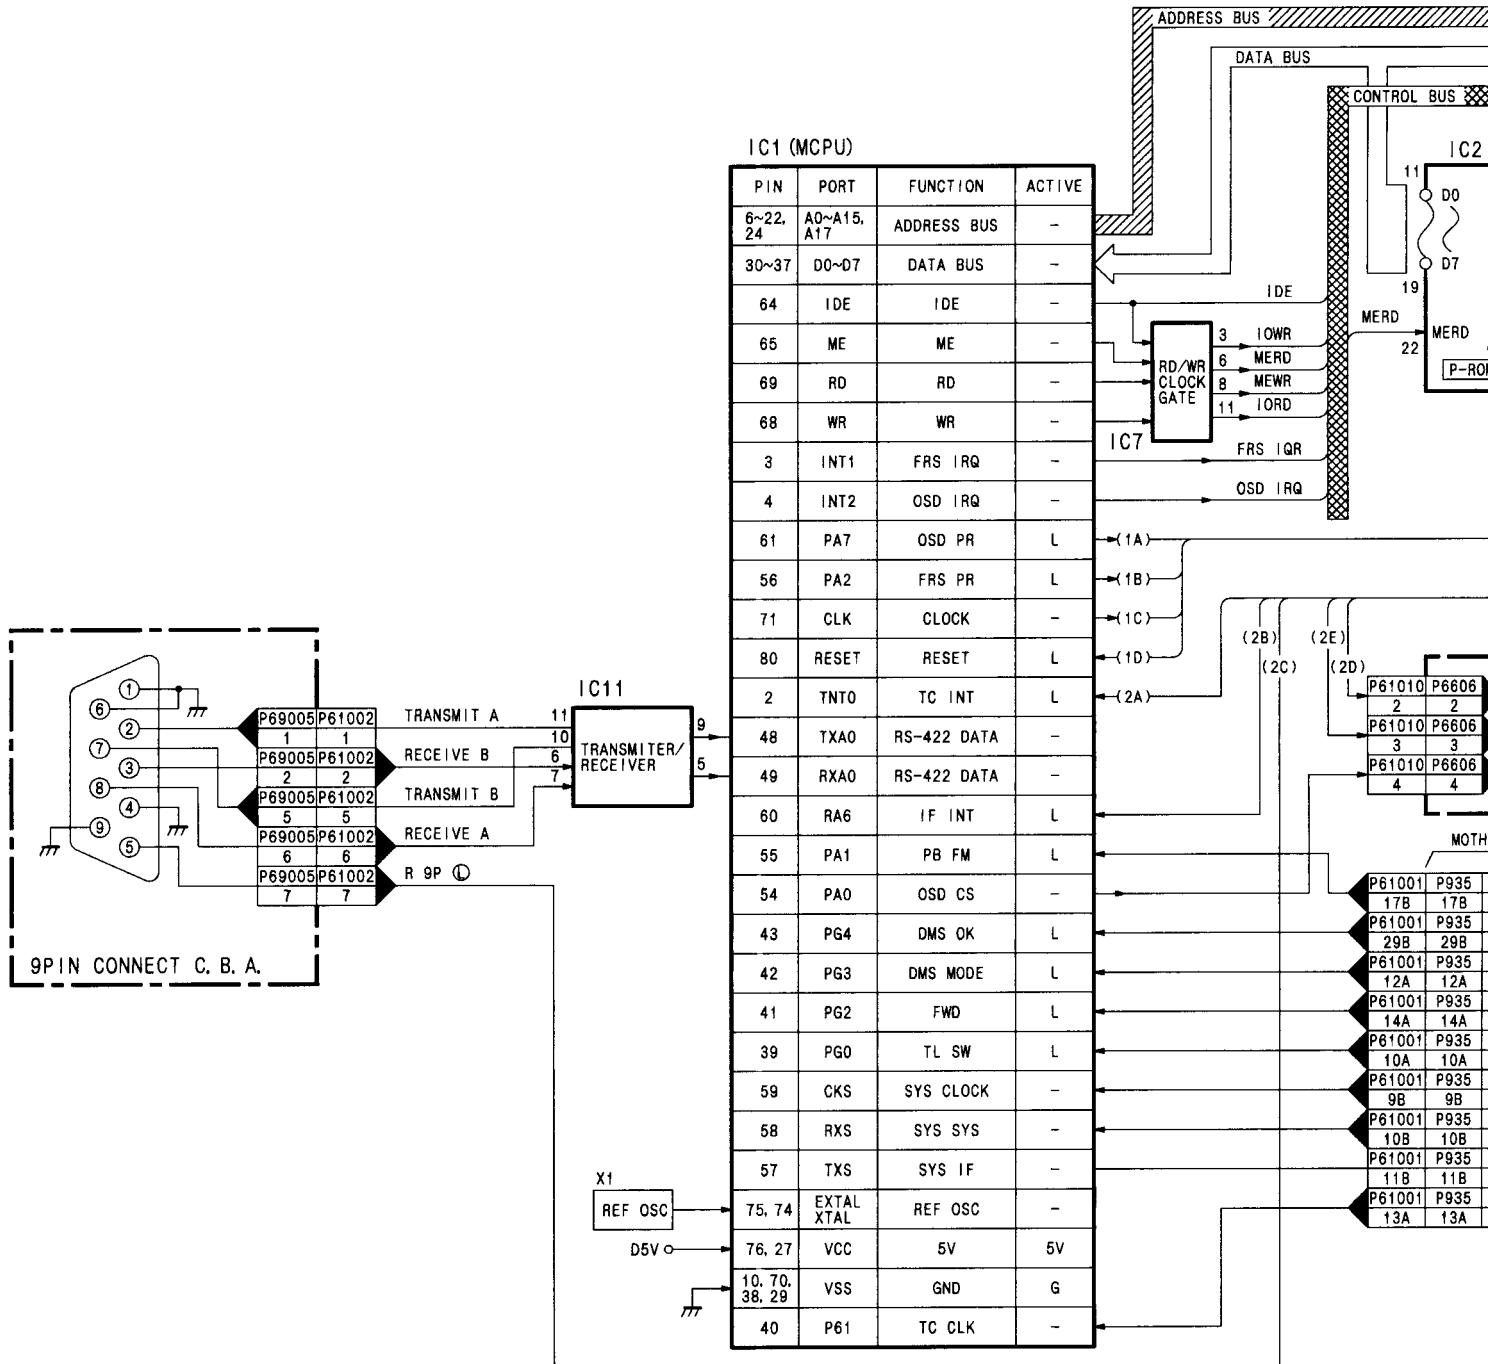 ADDRESS BUS
DATA BUS
CONTROL BUS
IC1 (MCPU)
PIN PORT FUNCTION ACTIVE
6~22, 24 A0~A15, A17 ADDRESS BUS -
30~37 D0~D7 DATA BUS -
64 IDE IDE -
65 ME ME -
69 RD RD -
68 WR WR -
3 INT1 FRS IRQ -
4 INT2 OSD IRQ -
61 PA7 OSD PR L
56 PA2 FRS PR L
71 CLK CLOCK -
80 RESET RESET L
2 TNT0 TC INT L
48 TXA0 RS-422 DATA -
49 RXA0 RS-422 DATA -
60 RA6 IF INT L
55 PA1 PB FM L
54 PA0 OSD CS -
43 PG4 DMS OK L
42 PG3 DMS MODE L
41 PG2 FWD L
39 PG0 TL SW L
59 CKS SYS CLOCK -
58 RXS SYS SYS -
57 TXS SYS IF -
75, 74 EXTAL XTAL REF OSC -
76, 27 VCC 5V 5V
10, 70, 38, 29 VSS GND G
40 P61 TC CLK -
IC2
11
D0
D7
19
MERD
22
MERD
IDE
RD/WR
CLOCK
GATE
IC7
3 IOWR
6 MERD
8 MEWR
11 IORD
FRS IQR
OSD IRQ
(1A)
(1B)
(1C)
(1D)
(2A)
(2B)
(2C)
(2E)
(2D)
P61010 P6606
2 2
P61010 P6606
3 3
P61010 P6606
4 4
P61001 P935
17B 17B
P61001 P935
29B 29B
P61001 P935
12A 12A
P61001 P935
14A 14A
P61001 P935
10A 10A
P61001 P935
9B 9B
P61001 P935
10B 10B
P61001 P935
11B 11B
P61001 P935
13A 13A
1
6
2
7
3
8
4
9
5
P69005 P61002
1 1
P69005 P61002
2 2
P69005 P61002
5 5
P69005 P61002
6 6
P69005 P61002
7 7
9PIN CONNECT C. B. A.
TRANSMIT A
RECEIVE B
TRANSMIT B
RECEIVE A
R 9P Ⓛ
IC11
11
10
6
7
TRANSMITER/
RECEIVER
9
5
X1
REF OSC
D5V